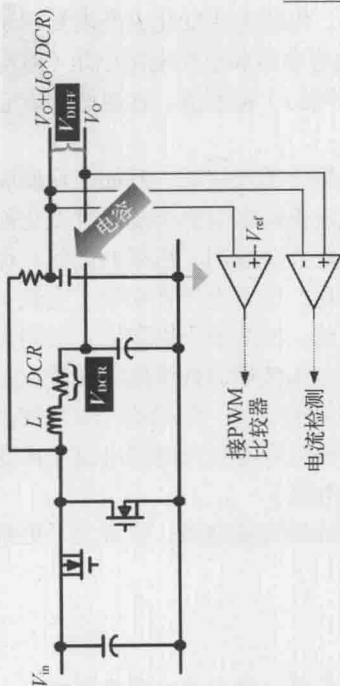 V_in
L
DCR
V_DCR
电容
V_O+(I_O×DCR)
V_DIFF
V_O
-
+
V_ref
接PWM
比较器
-
+
电流检测